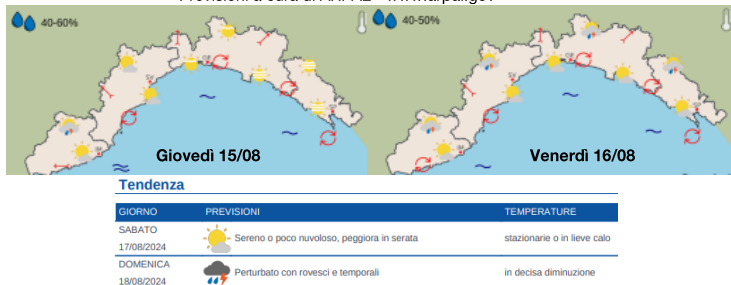 40-60%
40-50%
Giovedì 15/08
Venerdì 16/08
Tendenza
GIORNO PREVISIONI TEMPERATURE
SABATO
17/08/2024
Sereno o poco nuvoloso, peggiora in serata
stazionarie o in lieve calo
DOMENICA
18/08/2024
Perturbato con rovesci e temporali
in decisa diminuzione